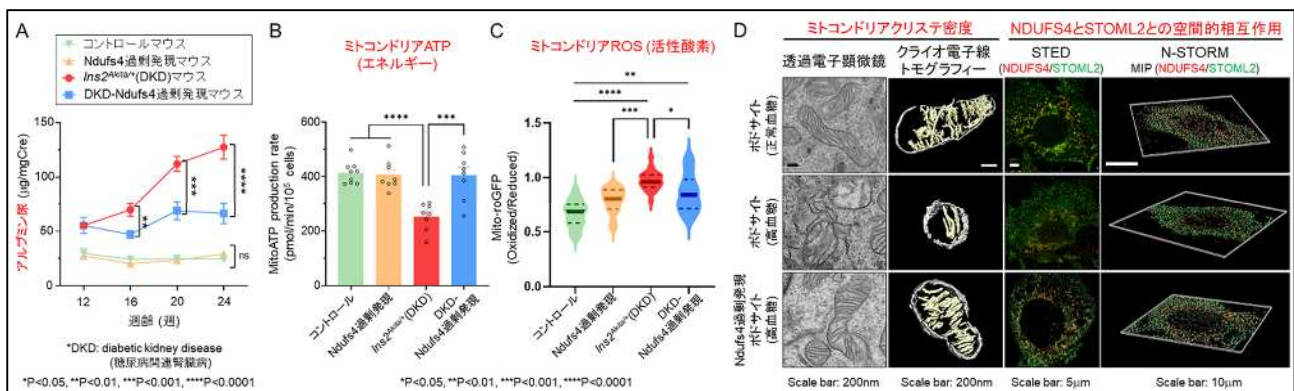 A
コントロールマウス
Ndufs4過剰発現マウス
Ins2Akita/+(DKD)マウス
DKD-Ndufs4過剰発現マウス
アルブミン尿 (μg/mgCre)
150
100
50
0
12
16
20
24
**
***
****
ns
週齢 (週)
*DKD: diabetic kidney disease
(糖尿病関連腎臓病)
*P<0.05, **P<0.01, ***P<0.001, ****P<0.0001
B
ミトコンドリアATP
(エネルギー)
MitoATP production rate
(pmol/min/10⁵ cells)
600
400
200
0
****
***
コントロール
Ndufs4過剰発現
Ins2Akita/+(DKD)
DKD-
Ndufs4過剰発現
C
ミトコンドリアROS (活性酸素)
Mito-roGFP
(Oxidized/Reduced)
1.5
1.0
0.5
0.0
**
****
***
*
コントロール
Ndufs4過剰発現
Ins2Akita/+(DKD)
DKD-
Ndufs4過剰発現
*P<0.05, **P<0.01, ***P<0.001, ****P<0.0001
D
ミトコンドリアクリステ密度
NDUFS4とSTOML2との空間的相互作用
透過電子顕微鏡
クライオ電子線
トモグラフィー
STED
(NDUFS4/STOML2)
N-STORM
MIP (NDUFS4/STOML2)
ポドサイト
(正常血糖)
ポドサイト
(高血糖)
Ndufs4過剰発現
ポドサイト
(高血糖)
Scale bar: 200nm
Scale bar: 200nm
Scale bar: 5μm
Scale bar: 10μm